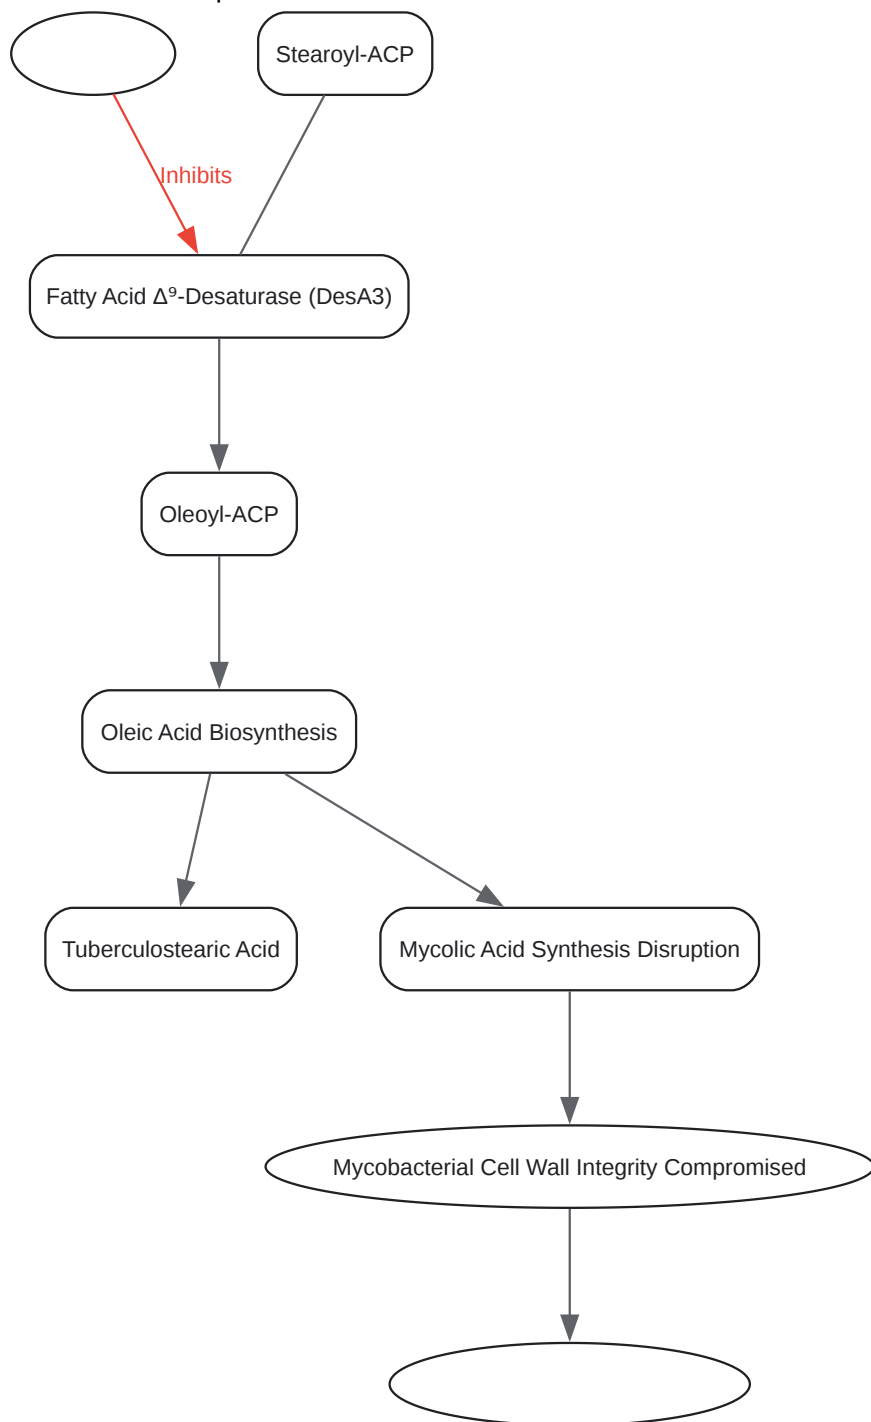 Stearoyl-ACP
Inhibits
Fatty Acid Δ⁹-Desaturase (DesA3)
Oleoyl-ACP
Oleic Acid Biosynthesis
Tuberculostearic Acid
Mycolic Acid Synthesis Disruption
Mycobacterial Cell Wall Integrity Compromised